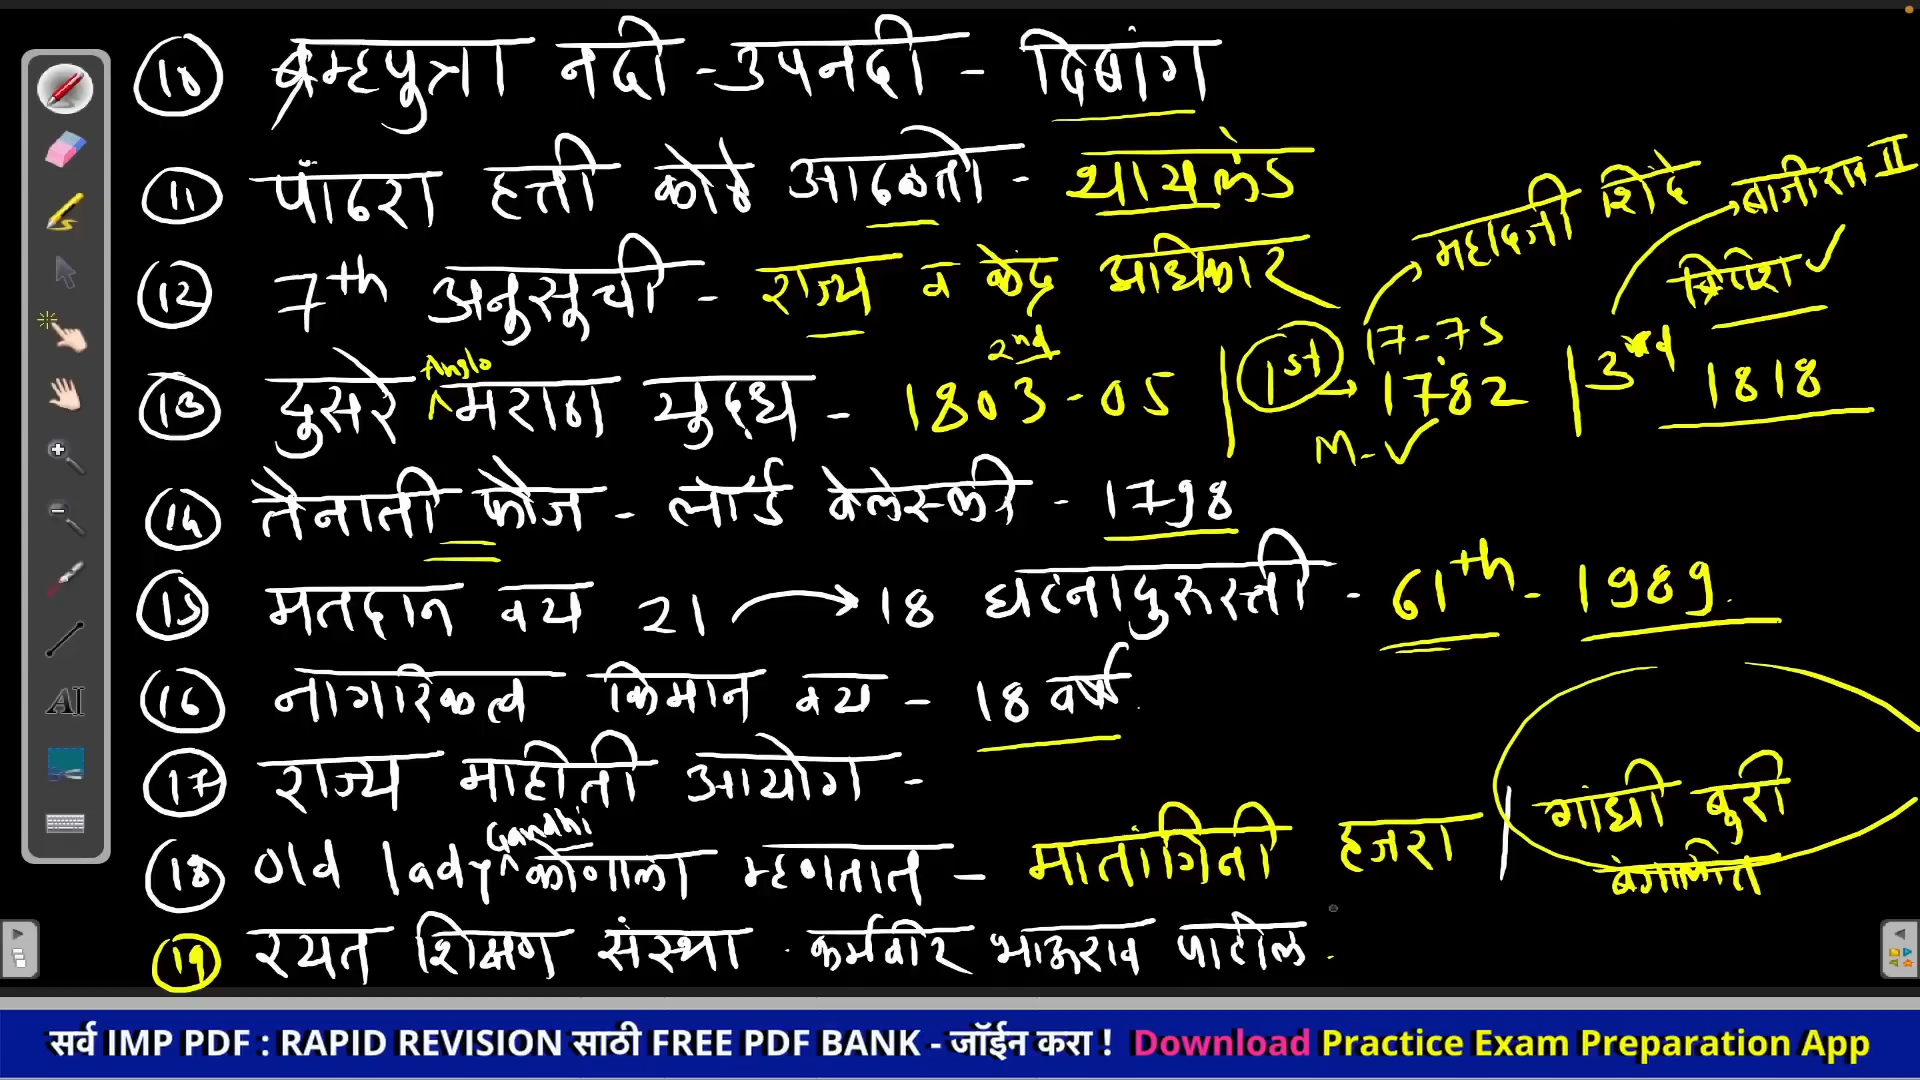 10 ब्रम्हपुत्रा नदी - उपनदी - दिबांग
11 पांढरा हत्ती कोठे आढळतो - थायलंड
महादजी शिंदे
बाजीराव II
12 7th अनुसूची - राज्य व केंद्र अधिकार
ब्रिटिश ✓
13 दुसरे Anglo मराठा युद्ध - 1803 - 05 2nd | 1st → 17-75 1782 | 3rd 1818
M - ✓
14 तैनाती फौज - लॉर्ड वेलेस्ली - 1798
15 मतदान वय 21 → 18 घटनादुरुस्ती - 61th - 1989.
16 नागरिकत्व किमान वय - 18 वर्ष
17 राज्य माहीती आयोग -
18 Old lady Gandhi कोणाला म्हणतात - मातांगिनी हजरा | गांधी बुरी
19 रयत शिक्षण संस्था - कर्मवीर भाऊराव पाटील.
सर्व IMP PDF : RAPID REVISION साठी FREE PDF BANK - जॉईन करा ! Download Practice Exam Preparation App